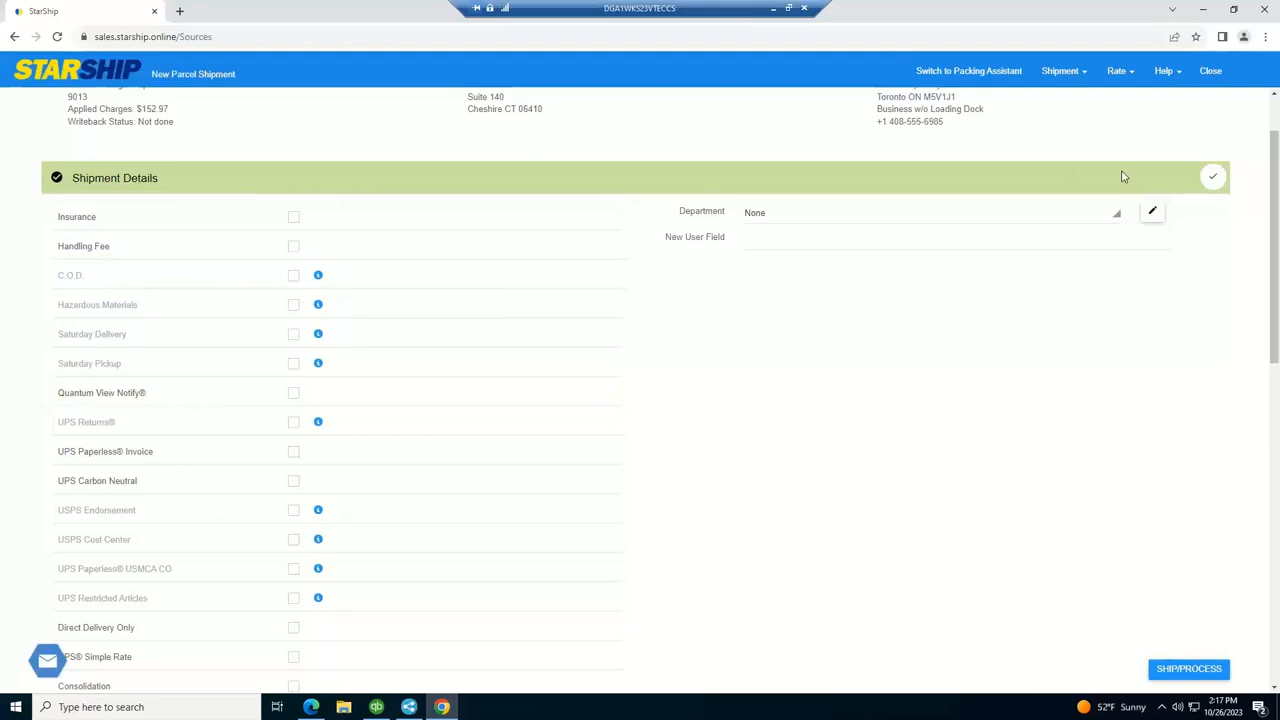 StarShip
DGA1WKS23VTECCS
sales.starship.online/Sources
STARSHIP
New Parcel Shipment
Switch to Packing Assistant
Shipment
Rate
Help
Close
9013
Applied Charges: $152.97
Writeback Status: Not done
Suite 140
Cheshire CT 06410
Toronto ON M5V1J1
Business w/o Loading Dock
+1 408-555-6985
Shipment Details
Insurance
Handling Fee
C.O.D.
Hazardous Materials
Saturday Delivery
Saturday Pickup
Quantum View Notify®
UPS Returns®
UPS Paperless® Invoice
UPS Carbon Neutral
USPS Endorsement
USPS Cost Center
UPS Paperless® USMCA CO
UPS Restricted Articles
Direct Delivery Only
UPS® Simple Rate
Consolidation
Department
None
New User Field
SHIP/PROCESS
Type here to search
52°F Sunny
2:17 PM
10/26/2023
2